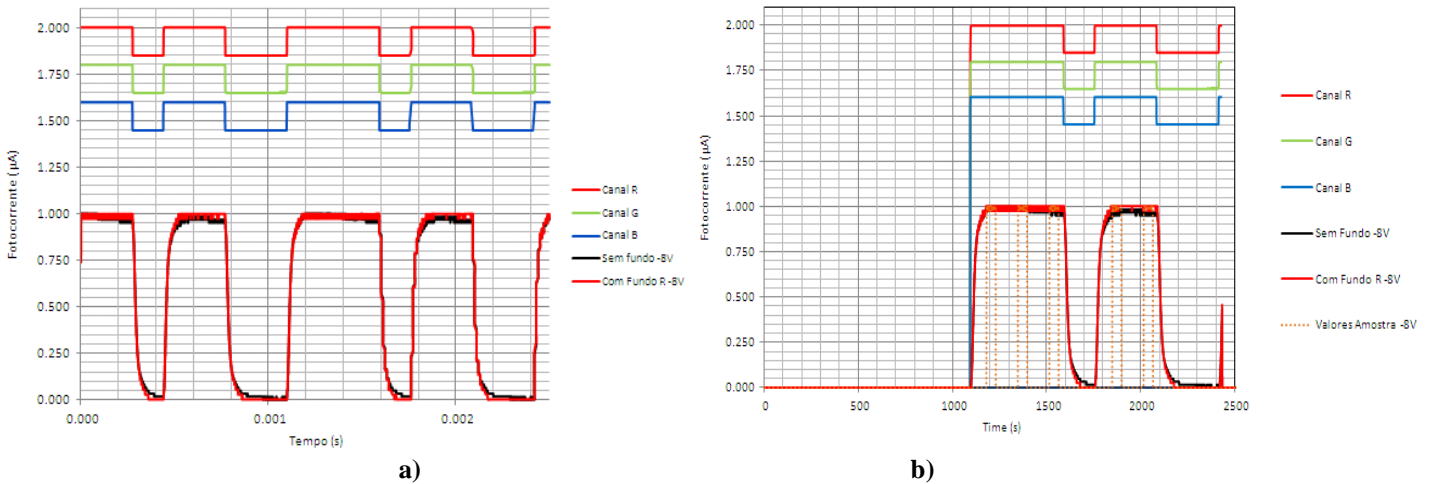 2.000
1.750
1.500
1.250
1.000
0.750
0.500
0.250
0.000
Fotocorrente ( µA)
0.000
0.001
0.002
Tempo (s)
Canal R
Canal G
Canal B
Sem fundo -8V
Com Fundo R -8V
a)
2.000
1.750
1.500
1.250
1.000
0.750
0.500
0.250
0.000
Fotocorrente ( µA)
0
500
1000
1500
2000
2500
Time (s)
Canal R
Canal G
Canal B
Sem Fundo -8V
Com Fundo R -8V
Valores Amostra -8V
b)